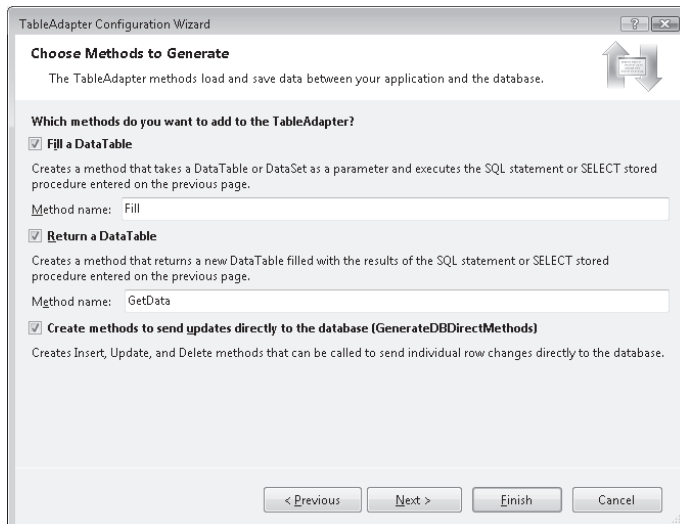 TableAdapter Configuration Wizard
Choose Methods to Generate
The TableAdapter methods load and save data between your application and the database.
Which methods do you want to add to the TableAdapter?
Fill a DataTable
Creates a method that takes a DataTable or DataSet as a parameter and executes the SQL statement or SELECT stored
procedure entered on the previous page.
Method name: Fill
Return a DataTable
Creates a method that returns a new DataTable filled with the results of the SQL statement or SELECT stored
procedure entered on the previous page.
Method name: GetData
Create methods to send updates directly to the database (GenerateDBDirectMethods)
Creates Insert, Update, and Delete methods that can be called to send individual row changes directly to the database.
< Previous Next > Finish Cancel